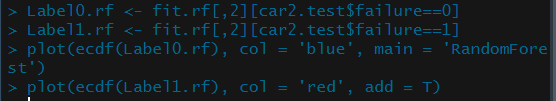 > Label0.rf <- fit.rf[,2][car2.test$failure==0]
> Label1.rf <- fit.rf[,2][car2.test$failure==1]
> plot(ecdf(Label0.rf), col = 'blue', main = 'RandomFore
st')
> plot(ecdf(Label1.rf), col = 'red', add = T)